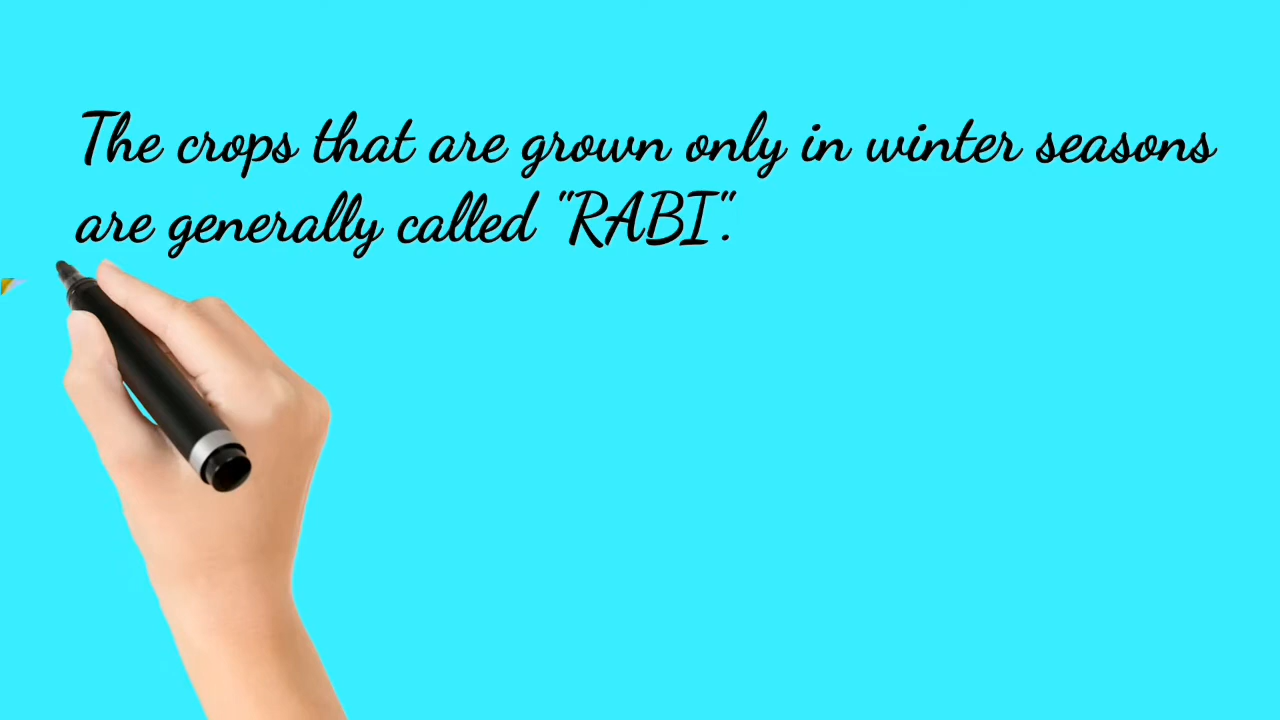 The crops that are grown only in winter seasons
are generally called "RABI".